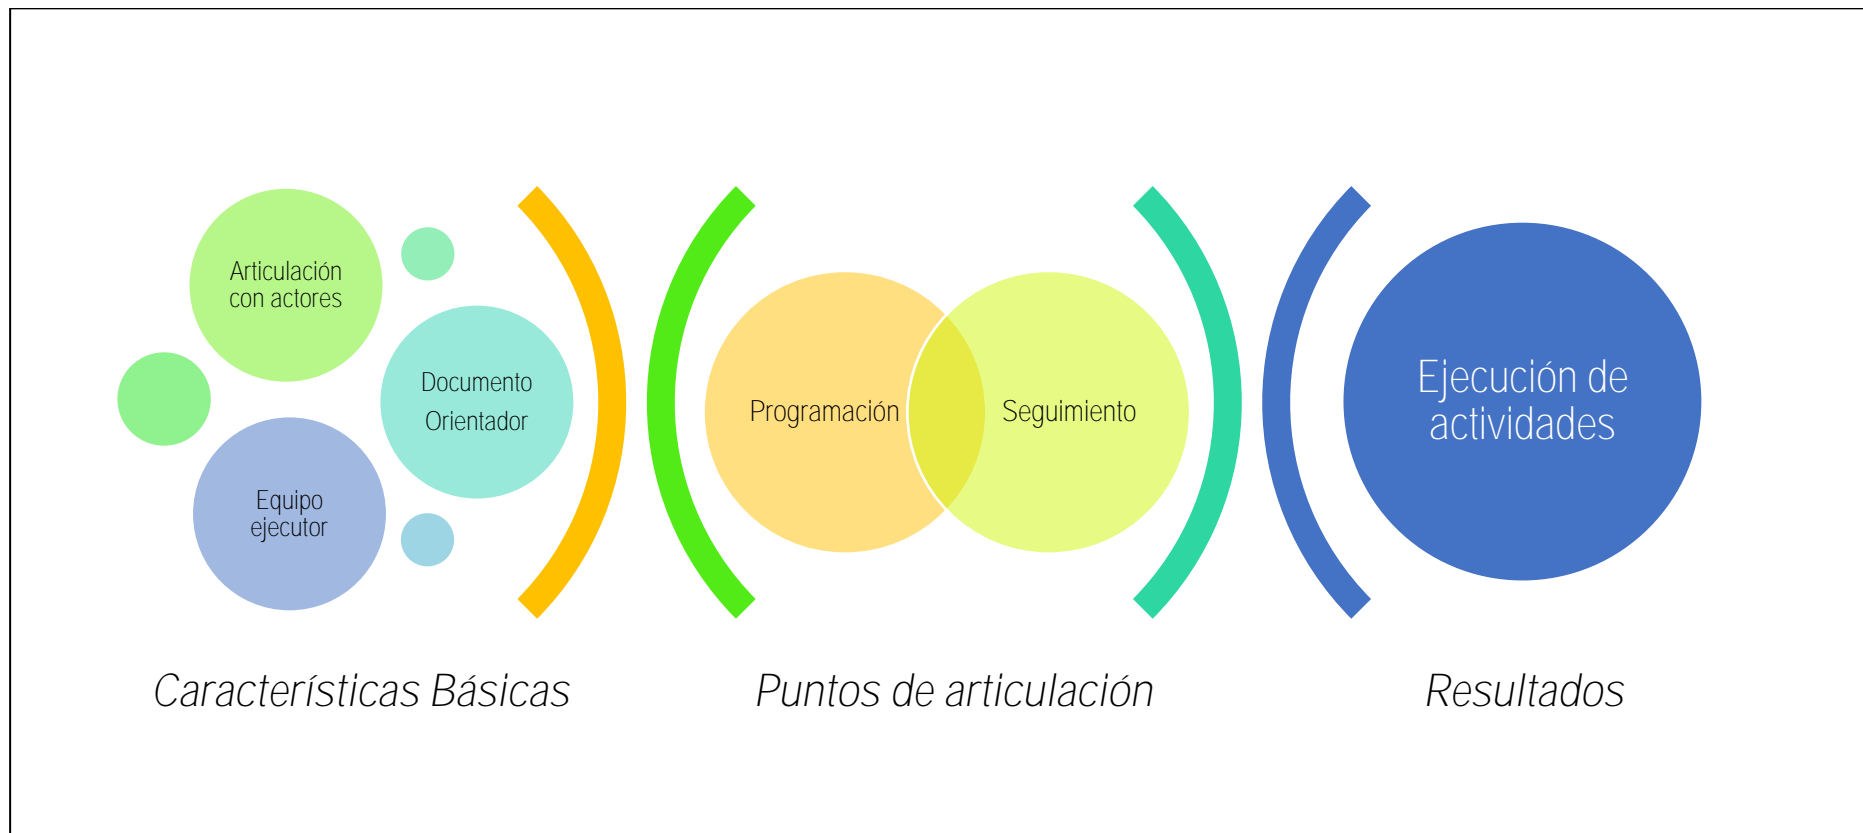 Articulación
con actores
Documento
Orientador
Equipo
ejecutor
Características Básicas
Programación
Seguimiento
Puntos de articulación
Ejecución de
actividades
Resultados